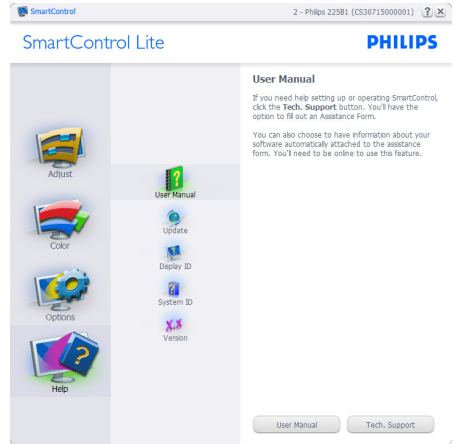 SmartControl
2 - Philips 225B1 (CS30715000001)
? X
SmartControl Lite
PHILIPS
Adjust
Color
Options
Help
User Manual
Update
Display ID
System ID
X.X
Version
User Manual
If you need help setting up or operating SmartControl,
click the Tech. Support button. You'll have the
option to fill out an Assistance Form.
You can also choose to have information about your
software automatically attached to the assistance
form. You'll need to be online to use this feature.
User Manual
Tech. Support